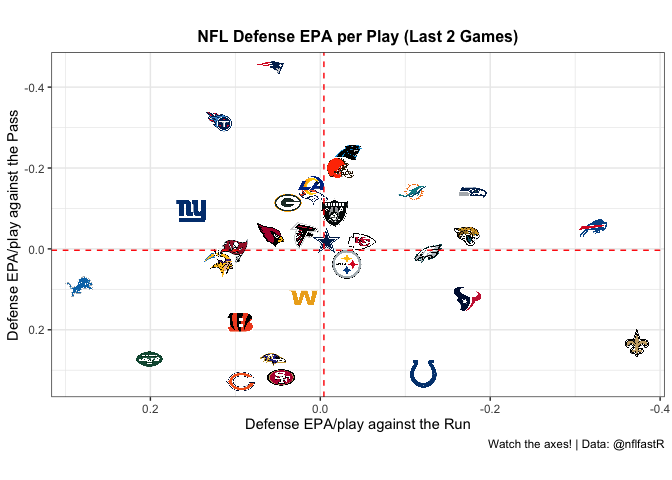 NFL Defense EPA per Play (Last 2 Games)
Defense EPA/play against the Pass
-0.4
-0.2
0.0
0.2
0.2
0.0
-0.2
-0.4
Defense EPA/play against the Run
Watch the axes! | Data: @nflfastR
ny
G
W
C